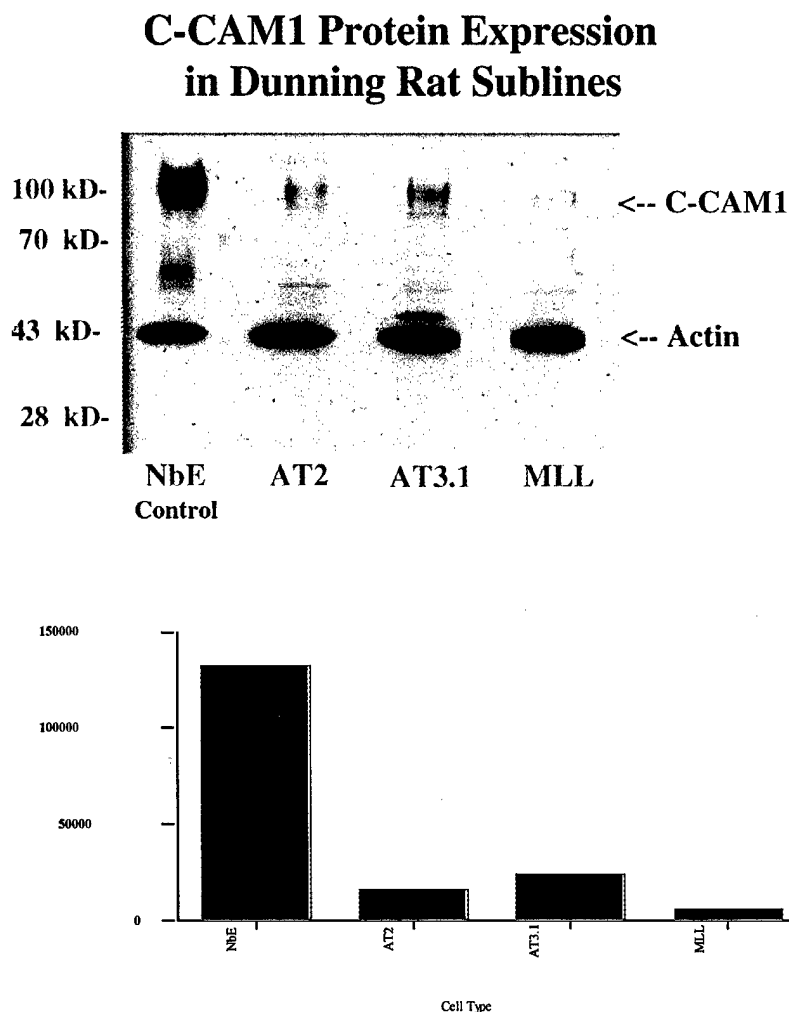 C-CAM1 Protein Expression
in Dunning Rat Sublines
100 kD-
<-- C-CAM1
70 kD-
43 kD-
<-- Actin
28 kD-
NbE
AT2
AT3.1
MLL
Control
150000
100000
50000
0
NbE
AT2
AT3.1
MLL
Cell Type